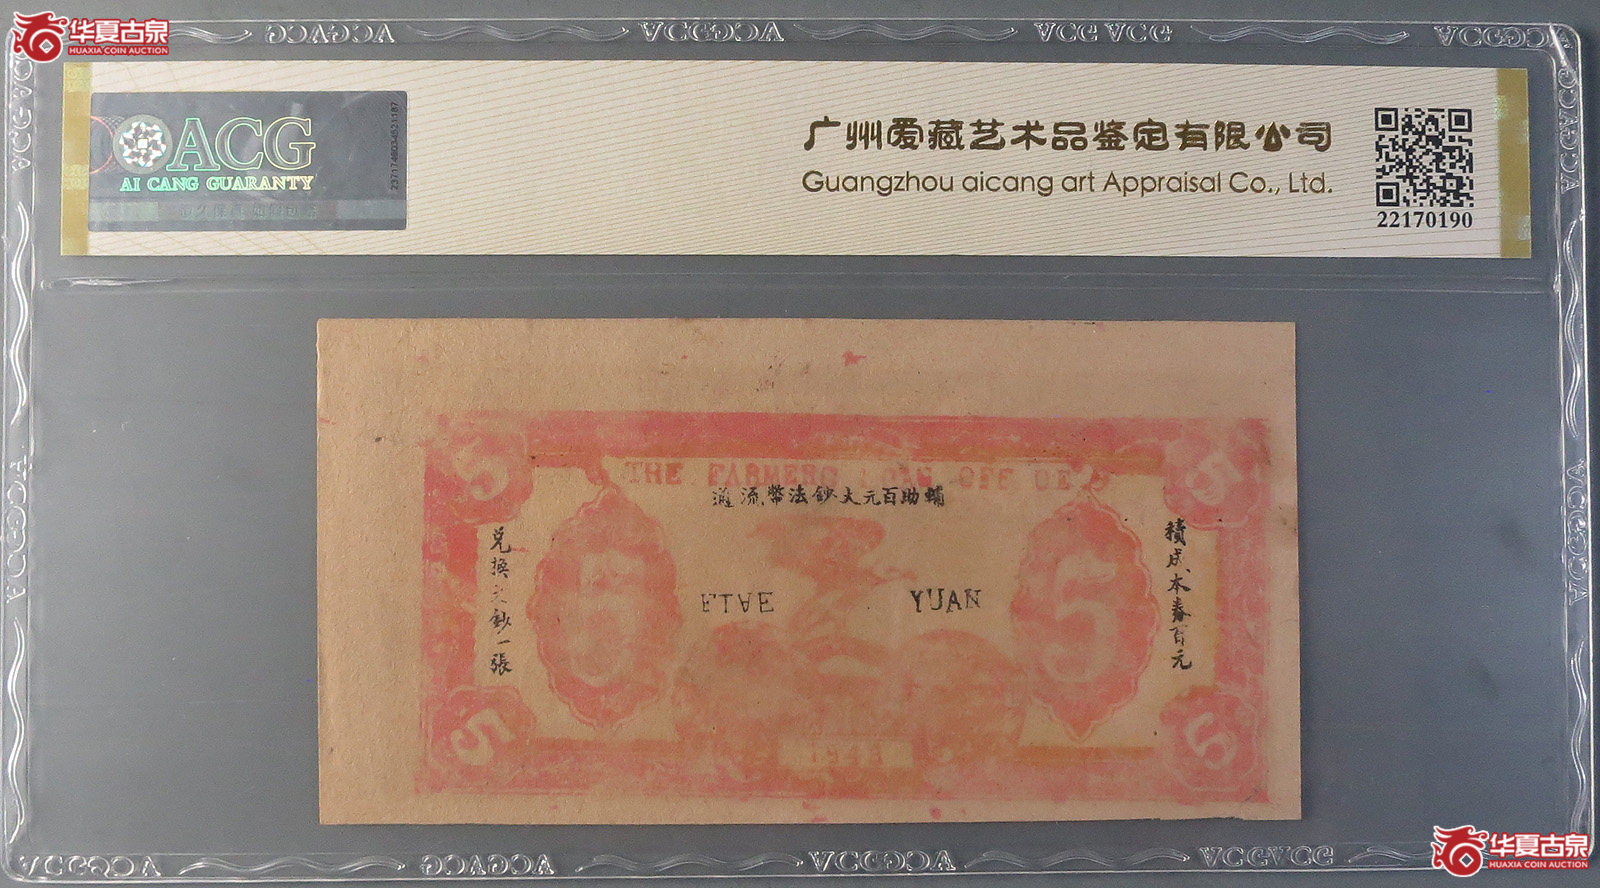 华夏古泉
HUAXIA COIN AUCTION
ACG
AI CANG GUARANTY
广州爱藏艺术品鉴定有限公司
Guangzhou aicang art Appraisal Co., Ltd.
22170190
THE FARMERS
通流幣法鈔大元百助輔
兑换大鈔一張
積成本券百元
FIVE YUAN
5
5
5
5
5
5
华夏古泉
HUAXIA COIN AUCTION